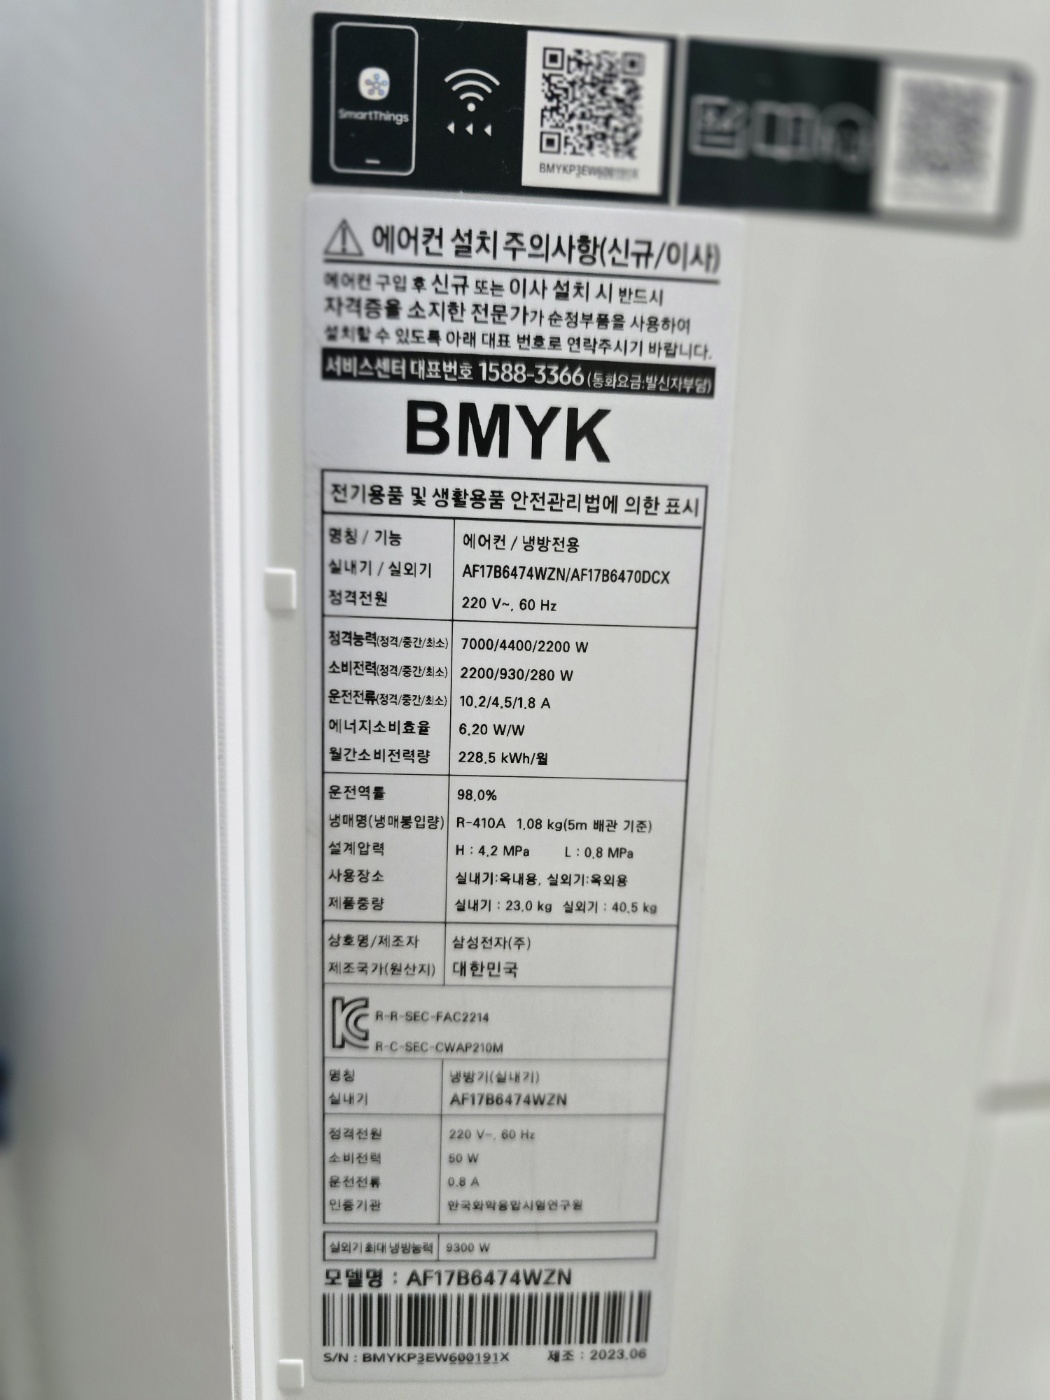 SmartThings
BMYKP3EW600191X
에어컨 설치 주의사항(신규/이사)
에어컨 구입 후 신규 또는 이사 설치 시 반드시
자격증을 소지한 전문가가 순정부품을 사용하여
설치할 수 있도록 아래 대표 번호로 연락주시기 바랍니다.
서비스센터 대표번호 1588-3366 (통화요금:발신자부담)
BMYK
전기용품 및 생활용품 안전관리법에 의한 표시
명칭 / 기능 에어컨 / 냉방전용
실내기 / 실외기 AF17B6474WZN/AF17B6470DCX
정격전원 220 V~, 60 Hz
정격능력(정격/중간/최소) 7000/4400/2200 W
소비전력(정격/중간/최소) 2200/930/280 W
운전전류(정격/중간/최소) 10.2/4.5/1.8 A
에너지소비효율 6.20 W/W
월간소비전력량 228.5 kWh/월
운전역률 98.0%
냉매명(냉매봉입량) R-410A 1.08 kg(5m 배관 기준)
설계압력 H : 4.2 MPa L : 0.8 MPa
사용장소 실내기:옥내용, 실외기:옥외용
제품중량 실내기 : 23.0 kg 실외기 : 40.5 kg
상호명/제조자 삼성전자(주)
제조국가(원산지) 대한민국
R-R-SEC-FAC2214
R-C-SEC-CWAP210M
명칭 냉방기(실내기)
실내기 AF17B6474WZN
정격전원 220 V~, 60 Hz
소비전력 50 W
운전전류 0.8 A
인증기관 한국화학융합시험연구원
실외기 최대 냉방능력 9300 W
모델명 : AF17B6474WZN
S/N : BMYKP3EW600191X 제조 : 2023.06